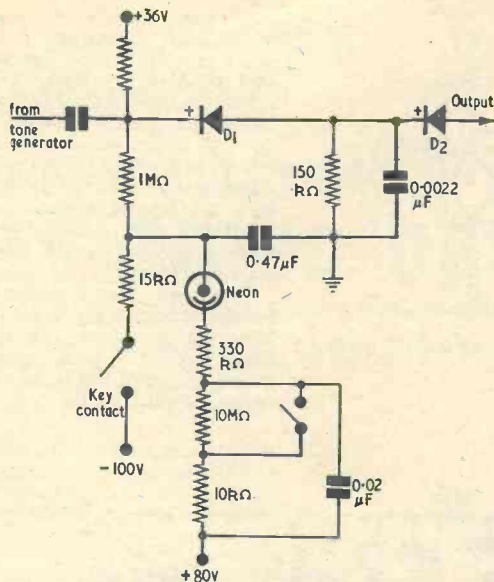 +36V
from
tone
generator
+
D1
+
D2
Output
1MΩ
150
kΩ
0·0022
μF
0·47μF
15kΩ
Neon
330
kΩ
Key
contact
10MΩ
-100V
10kΩ
0·02
μF
+80V